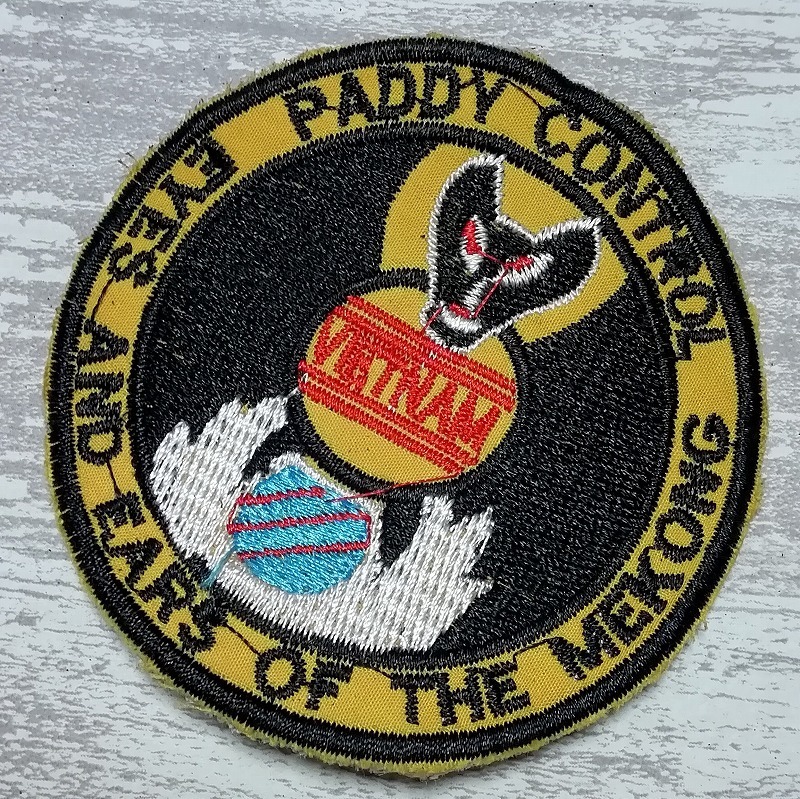 PADDY CONTROL
EYES AND EARS OF THE MEKONG
VIETNAM